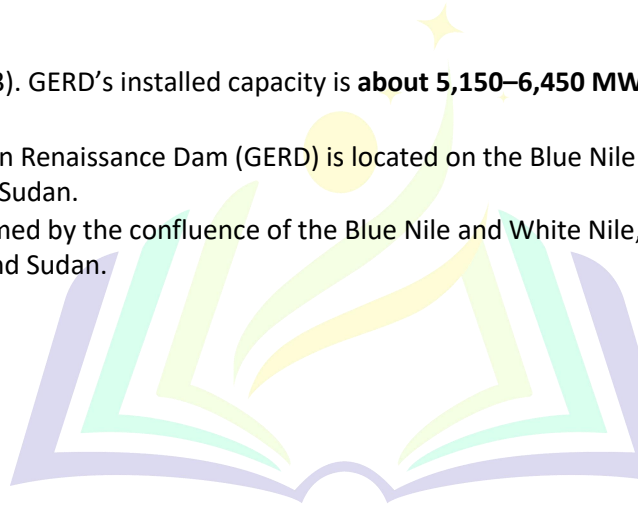 3). GERD’s installed capacity is about 5,150–6,450 MW
n Renaissance Dam (GERD) is located on the Blue Nile
Sudan.
ned by the confluence of the Blue Nile and White Nile,
nd Sudan.